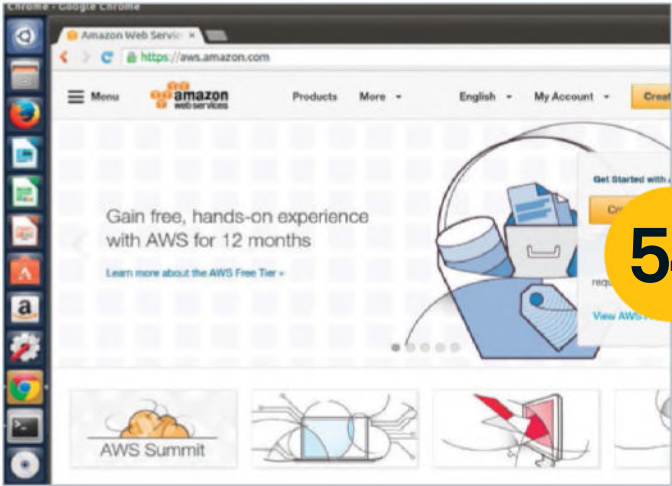 Chrome - Google Chrome
Amazon Web Servic ×
https://aws.amazon.com
Menu
amazon
web services
Products More
English My Account
Creat
Get Started with A
Gain free, hands-on experience
with AWS for 12 months
Learn more about the AWS Free Tier »
View AWS
AWS Summit